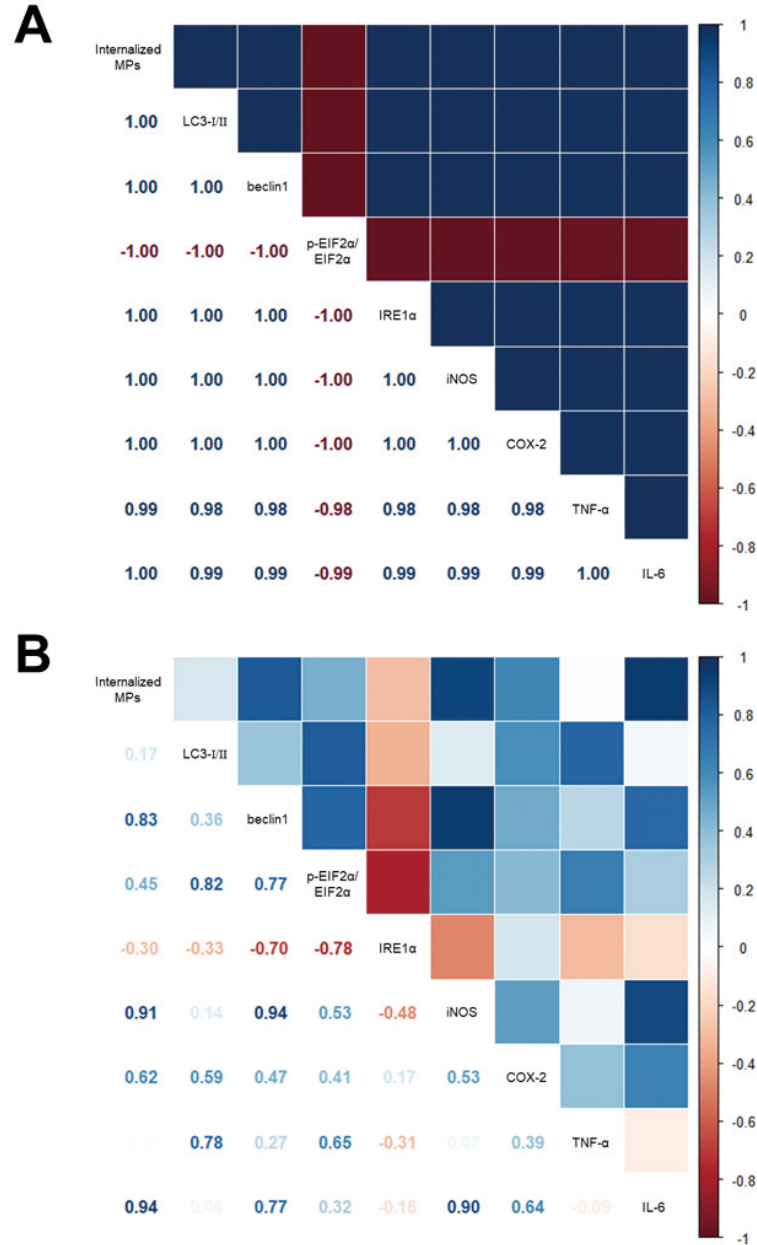 A
Internalized
MPs
1.00 LC3-I/II
1.00 1.00 beclin1
-1.00 -1.00 -1.00 p-EIF2α/
EIF2α
1.00 1.00 1.00 -1.00 IRE1α
1.00 1.00 1.00 -1.00 1.00 iNOS
1.00 1.00 1.00 -1.00 1.00 1.00 COX-2
0.99 0.98 0.98 -0.98 0.98 0.98 0.98 TNF-α
1.00 0.99 0.99 -0.99 0.99 0.99 0.99 1.00 IL-6
1
0.8
0.6
0.4
0.2
0
-0.2
-0.4
-0.6
-0.8
-1
B
Internalized
MPs
0.17 LC3-I/II
0.83 0.36 beclin1
0.45 0.82 0.77 p-EIF2α/
EIF2α
-0.30 -0.33 -0.70 -0.78 IRE1α
0.91 0.14 0.94 0.53 -0.48 iNOS
0.62 0.59 0.47 0.41 0.17 0.53 COX-2
0.78 0.27 0.65 -0.31 0.07 0.39 TNF-α
0.94 0.06 0.77 0.32 -0.16 0.90 0.64 -0.09 IL-6
1
0.8
0.6
0.4
0.2
0
-0.2
-0.4
-0.6
-0.8
-1